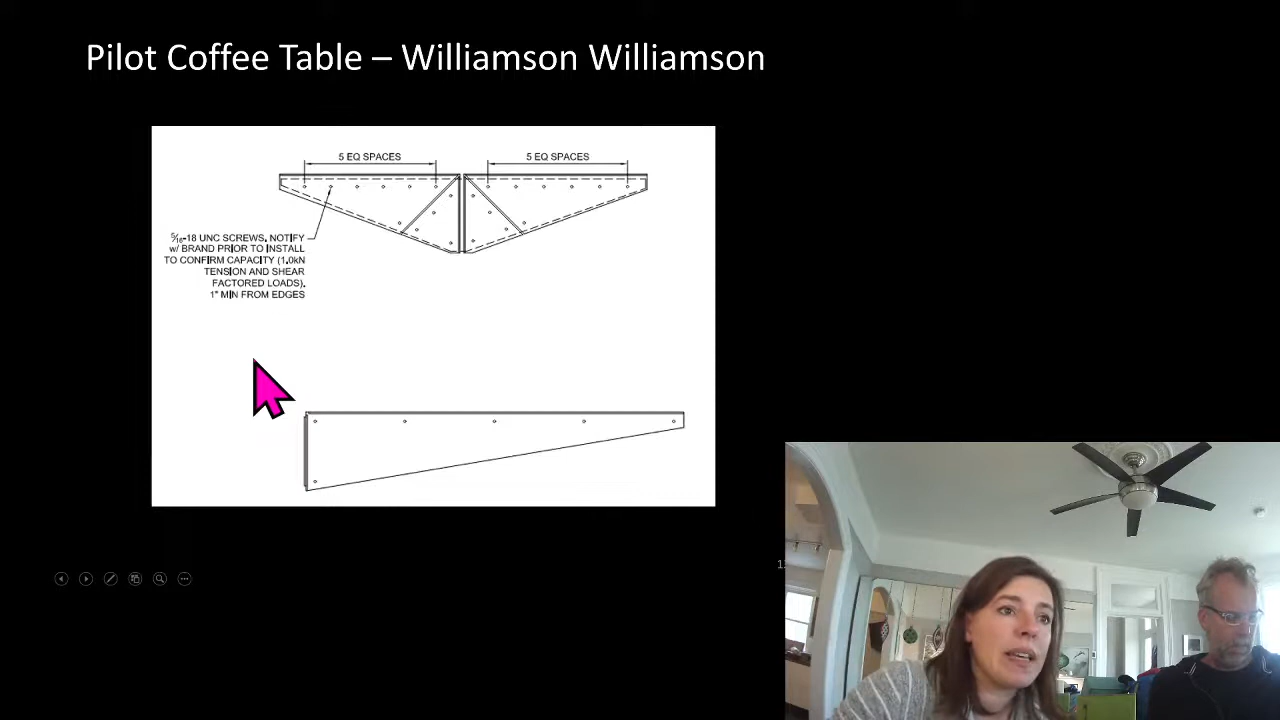 Pilot Coffee Table – Williamson Williamson
5 EQ SPACES
5 EQ SPACES
5/16-18 UNC SCREWS, NOTIFY
w/ BRAND PRIOR TO INSTALL
TO CONFIRM CAPACITY (1.0kN
TENSION AND SHEAR
FACTORED LOADS).
1" MIN FROM EDGES